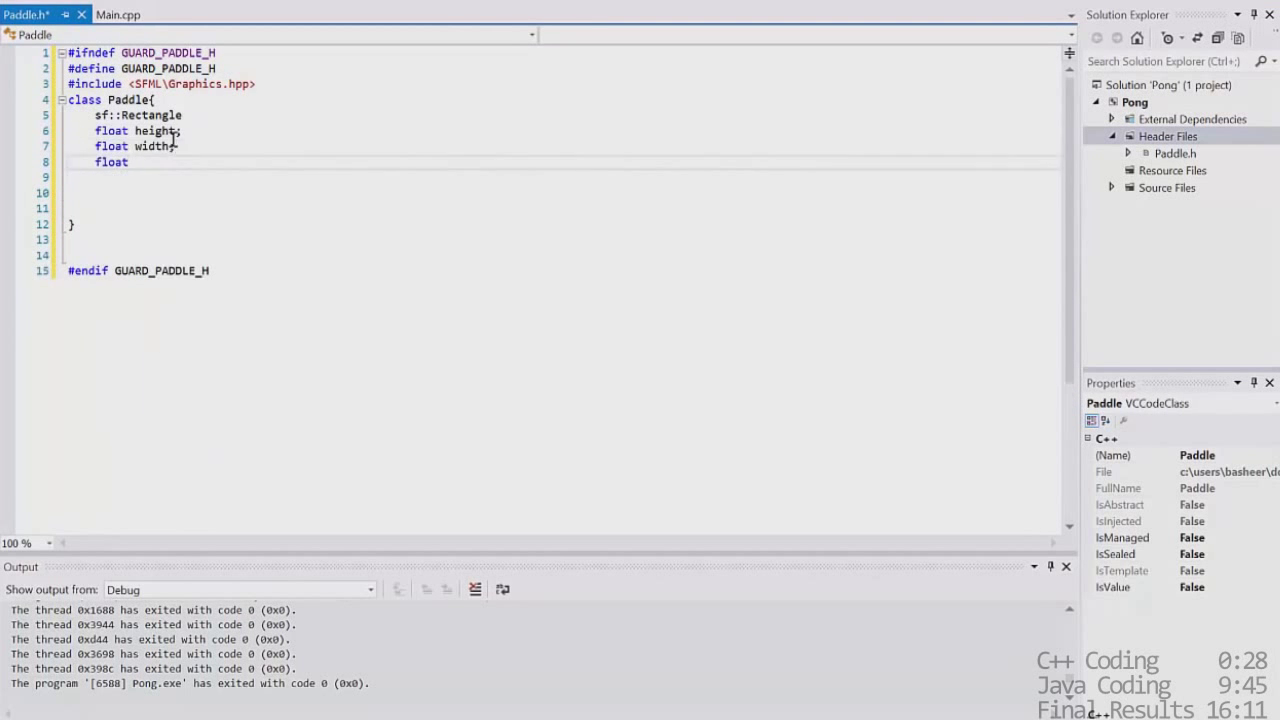 Paddle.h*
Main.cpp
Paddle
1 #ifndef GUARD_PADDLE_H
2 #define GUARD_PADDLE_H
3 #include <SFML\Graphics.hpp>
4 class Paddle{
5 sf::Rectangle
6 float height;
7 float width;
8 float
9
10
11
12 }
13
14
15 #endif GUARD_PADDLE_H
100 %
Output
Show output from: Debug
The thread 0x1688 has exited with code 0 (0x0).
The thread 0x3944 has exited with code 0 (0x0).
The thread 0xd44 has exited with code 0 (0x0).
The thread 0x3698 has exited with code 0 (0x0).
The thread 0x398c has exited with code 0 (0x0).
The program '[6588] Pong.exe' has exited with code 0 (0x0).
Solution Explorer
Search Solution Explorer (Ctrl+;)
Solution 'Pong' (1 project)
Pong
External Dependencies
Header Files
Paddle.h
Resource Files
Source Files
Properties
Paddle VCCodeClass
C++
(Name) Paddle
File c:\users\basheer\do
FullName Paddle
IsAbstract False
IsInjected False
IsManaged False
IsSealed False
IsTemplate False
IsValue False
C++ Coding 0:28
Java Coding 9:45
Final Results 16:11
C++